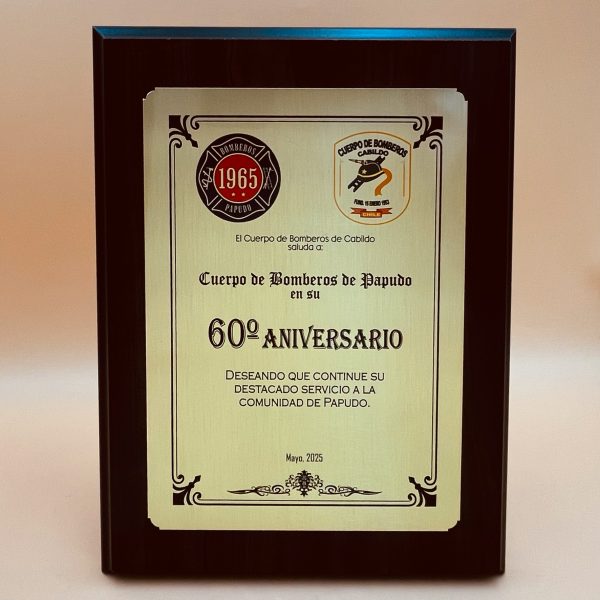 BOMBEROS
1965
PAPUDO
CUERPO DE BOMBEROS
CABILDO
CHILE
El Cuerpo de Bomberos de Cabildo
saluda a:
Cuerpo de Bomberos de Papudo
en su
60º ANIVERSARIO
DESEANDO QUE CONTINUE SU
DESTACADO SERVICIO A LA
COMUNIDAD DE PAPUDO.
Mayo, 2025